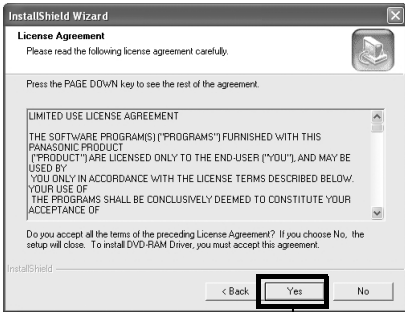 InstallShield Wizard
License Agreement
Please read the following license agreement carefully.
Press the PAGE DOWN key to see the rest of the agreement.
LIMITED USE LICENSE AGREEMENT
THE SOFTWARE PROGRAM(S) ("PROGRAMS") FURNISHED WITH THIS
PANASONIC PRODUCT
("PRODUCT") ARE LICENSED ONLY TO THE END-USER ("YOU"), AND MAY BE
USED BY
YOU ONLY IN ACCORDANCE WITH THE LICENSE TERMS DESCRIBED BELOW.
YOUR USE OF
THE PROGRAMS SHALL BE CONCLUSIVELY DEEMED TO CONSTITUTE YOUR
ACCEPTANCE OF
Do you accept all the terms of the preceding License Agreement? If you choose No, the
setup will close. To install DVD-RAM Driver, you must accept this agreement.
InstallShield
< Back Yes No